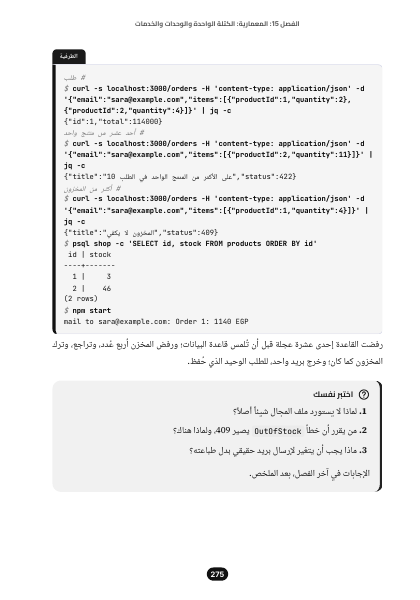 الفصل 15: المعمارية: الكتلة الواحدة والوحدات والخدمات
الطرفية
# طلب
$ curl -s localhost:3000/orders -H 'content-type: application/json' -d
'{"email":"sara@example.com","items":[{"productId":1,"quantity":2},
{"productId":2,"quantity":4}]}' | jq -c
{"id":1,"total":114000}
# أحد عشر من منتج واحد
$ curl -s localhost:3000/orders -H 'content-type: application/json' -d
'{"email":"sara@example.com","items":[{"productId":1,"quantity":11}]}' |
jq -c
{"title":"على الأكثر من المنتج الواحد في الطلب 10","status":422}
# أكثر من المخزون
$ curl -s localhost:3000/orders -H 'content-type: application/json' -d
'{"email":"sara@example.com","items":[{"productId":1,"quantity":4}]}' |
jq -c
{"title":"المخزون لا يكفي","status":409}
$ psql shop -c 'SELECT id, stock FROM products ORDER BY id'
id | stock
----+-------
1 | 3
2 | 46
(2 rows)
$ npm start
mail to sara@example.com: Order 1: 1140 EGP
رفضت القاعدة إحدى عشرة عجلة قبل أن تُلمس قاعدة البيانات؛ ورفض المخزن أربع عُدد، وتراجع، وترك
المخزون كما كان؛ وخرج بريد واحد، للطلب الوحيد الذي حُفظ.
اختبر نفسك
1. لماذا لا يستورد ملف المجال شيئًا أصلًا؟
2. من يقرر أن خطأ OutOfStock يصير 409، ولماذا هناك؟
3. ماذا يجب أن يتغير لإرسال بريد حقيقي بدل طباعته؟
الإجابات في آخر الفصل، بعد الملخص.
275